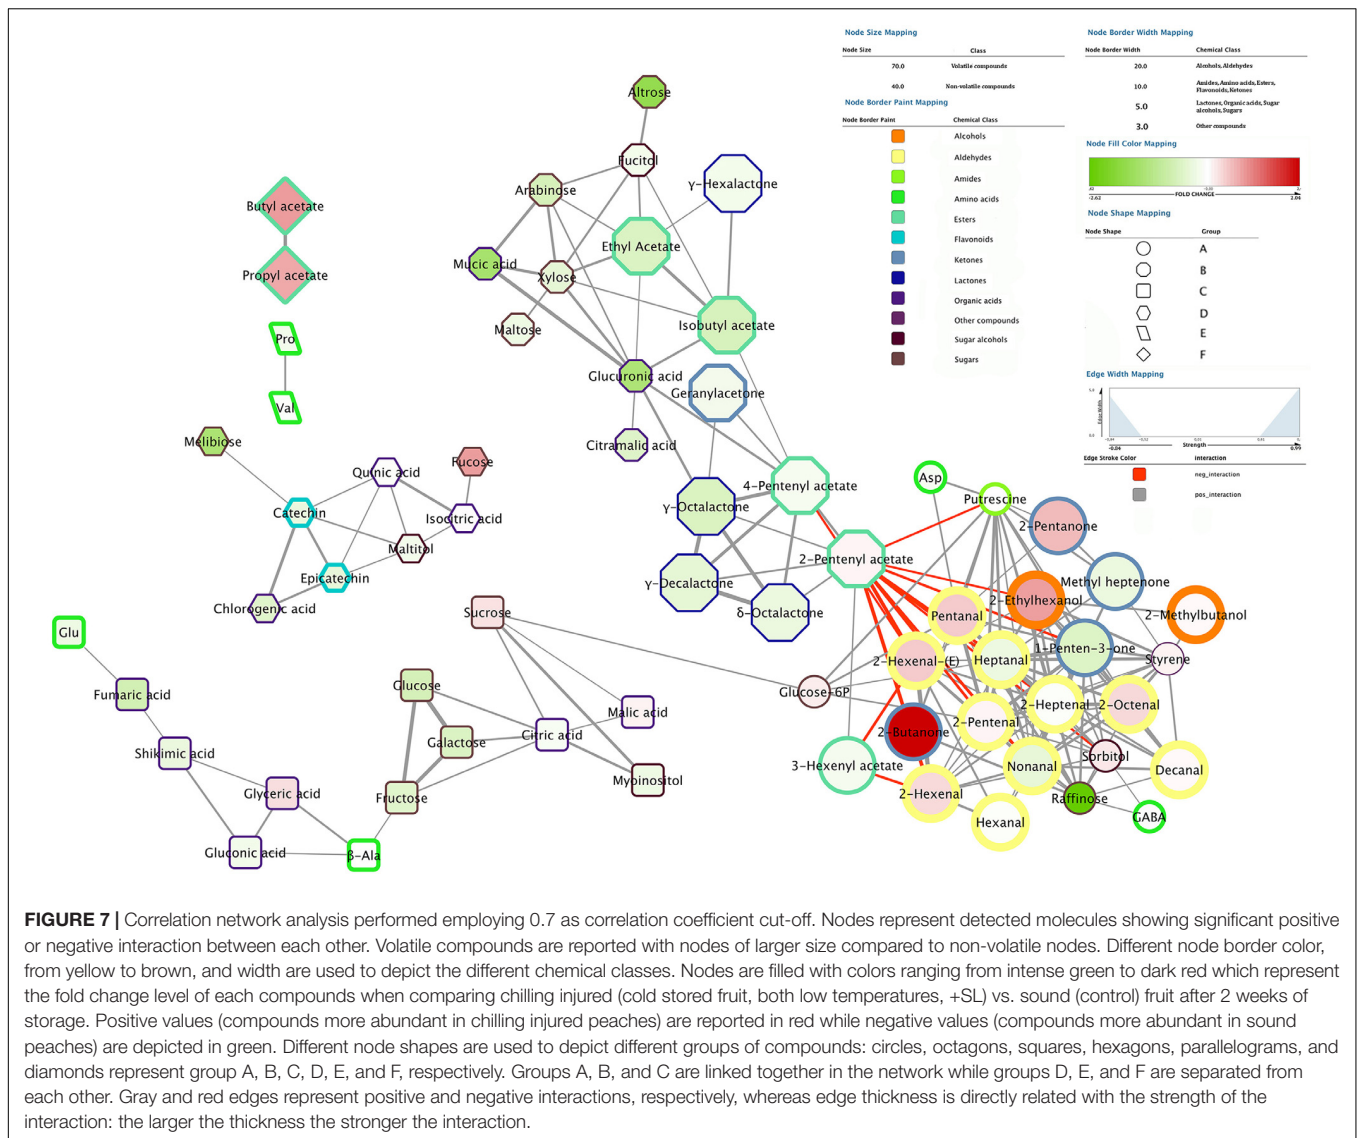 Node Size Mapping
Node Size Class
70.0 Volatile compounds
40.0 Non-volatile compounds
Node Border Paint Mapping
Node Border Paint Chemical Class
Alcohols
Aldehydes
Amides
Amino acids
Esters
Flavonoids
Ketones
Lactones
Organic acids
Other compounds
Sugar alcohols
Sugars
Node Border Width Mapping
Node Border Width Chemical Class
20.0 Alcohols, Aldehydes
10.0 Amides, Amino acids, Esters,
Flavonoids, Ketones
5.0 Lactones, Organic acids, Sugar
alcohols, Sugars
3.0 Other compounds
Node Fill Color Mapping
-2.62 FOLD CHANGE 2.04
Node Shape Mapping
Node Shape Group
A
B
C
D
E
F
Edge Width Mapping
Edge Width
Strength
0.99
Edge Stroke Color Interaction
neg_interaction
pos_interaction
Altrose
Fucitol
Arabinose
γ-Hexalactone
Ethyl Acetate
Mucic acid
Xylose
Maltose
Isobutyl acetate
Glucuronic acid
Geranylacetone
Citramalic acid
4-Pentenyl acetate
γ-Octalactone
2-Pentenyl acetate
γ-Decalactone
δ-Octalactone
Butyl acetate
Propyl acetate
Pro
Val
Melibiose
Quinic acid
Fucose
Catechin
Isocitric acid
Maltitol
Epicatechin
Chlorogenic acid
Glu
Fumaric acid
Shikimic acid
Glyceric acid
Gluconic acid
β-Ala
Sucrose
Glucose
Galactose
Fructose
Citric acid
Malic acid
Myoinositol
Asp
Putrescine
2-Pentanone
Methyl heptenone
2-Ethylhexanol
2-Methylbutanol
Pentanal
1-Penten-3-one
2-Hexenal-(E)
Heptanal
Styrene
Glucose-6P
2-Heptenal
2-Octenal
2-Pentenal
2-Butanone
Sorbitol
3-Hexenyl acetate
Nonanal
Decanal
2-Hexenal
Raffinose
Hexanal
GABA
FIGURE 7 | Correlation network analysis performed employing 0.7 as correlation coefficient cut-off. Nodes represent detected molecules showing significant positive
or negative interaction between each other. Volatile compounds are reported with nodes of larger size compared to non-volatile nodes. Different node border color,
from yellow to brown, and width are used to depict the different chemical classes. Nodes are filled with colors ranging from intense green to dark red which represent
the fold change level of each compounds when comparing chilling injured (cold stored fruit, both low temperatures, +SL) vs. sound (control) fruit after 2 weeks of
storage. Positive values (compounds more abundant in chilling injured peaches) are reported in red while negative values (compounds more abundant in sound
peaches) are depicted in green. Different node shapes are used to depict different groups of compounds: circles, octagons, squares, hexagons, parallelograms, and
diamonds represent group A, B, C, D, E, and F, respectively. Groups A, B, and C are linked together in the network while groups D, E, and F are separated from
each other. Gray and red edges represent positive and negative interactions, respectively, whereas edge thickness is directly related with the strength of the
interaction: the larger the thickness the stronger the interaction.